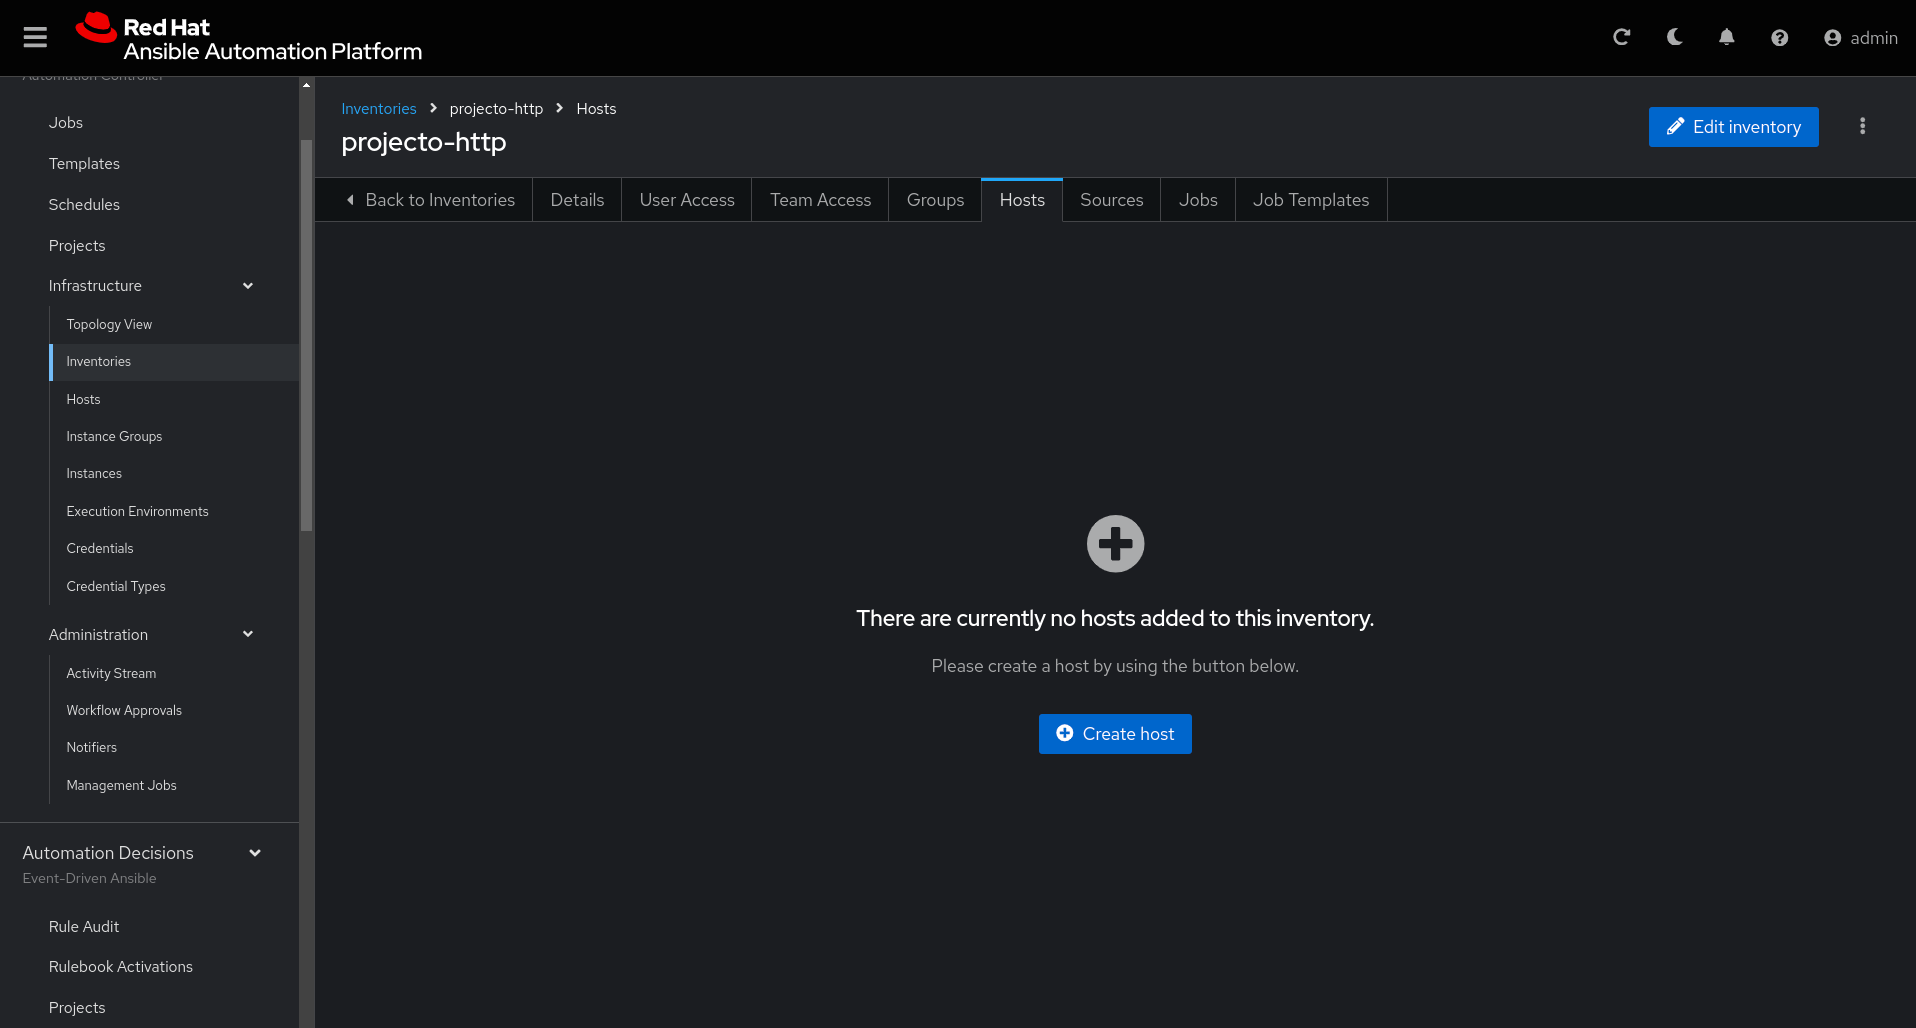 Red Hat
Ansible Automation Platform
admin
Automation Controller
Jobs
Templates
Schedules
Projects
Infrastructure
Topology View
Inventories
Hosts
Instance Groups
Instances
Execution Environments
Credentials
Credential Types
Administration
Activity Stream
Workflow Approvals
Notifiers
Management Jobs
Automation Decisions
Event-Driven Ansible
Rule Audit
Rulebook Activations
Projects
Inventories projecto-http Hosts
projecto-http
Edit inventory
Back to Inventories Details User Access Team Access Groups Hosts Sources Jobs Job Templates
There are currently no hosts added to this inventory.
Please create a host by using the button below.
Create host